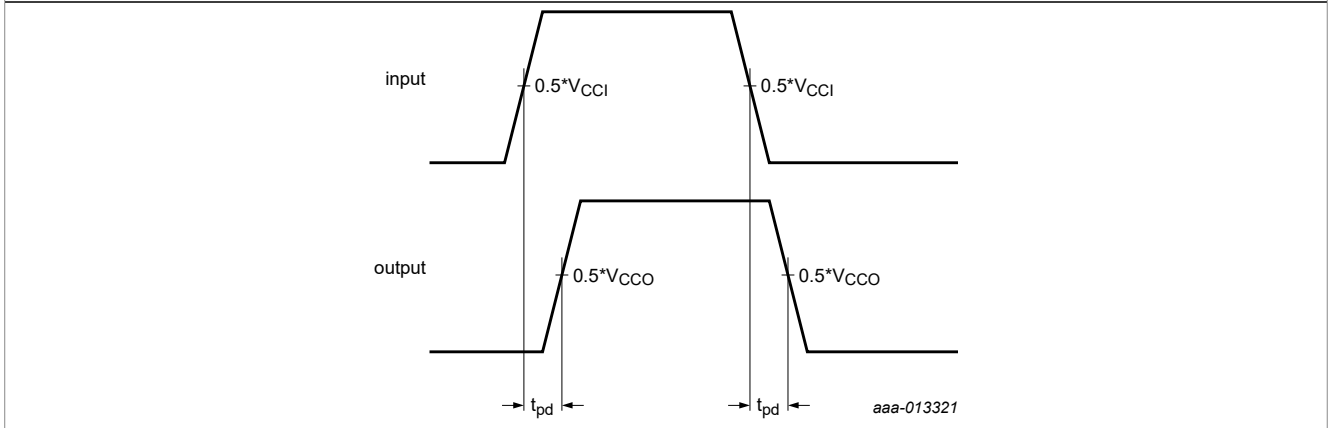 input
0.5*VCCI
0.5*VCCI
output
0.5*VCCO
0.5*VCCO
tpd
tpd
aaa-013321